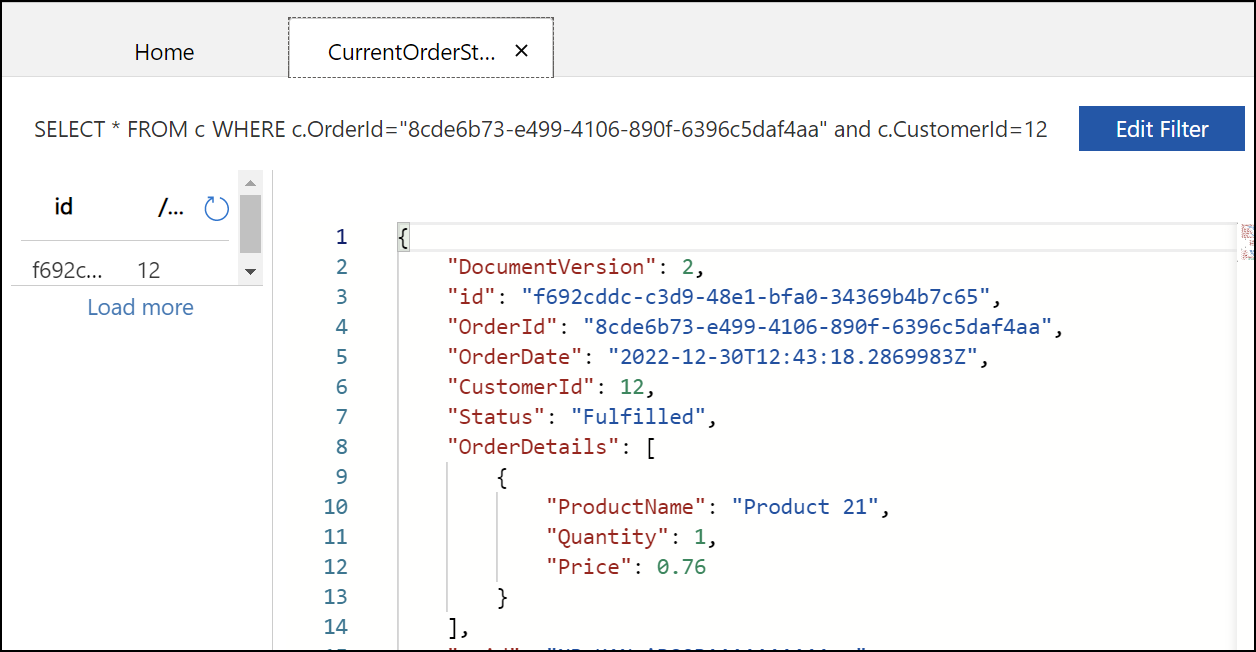 Home
CurrentOrderSt... ✕
SELECT * FROM c WHERE c.OrderId="8cde6b73-e499-4106-890f-6396c5daf4aa" and c.CustomerId=12
Edit Filter
id /...
f692c... 12
Load more
1 {
2 "DocumentVersion": 2,
3 "id": "f692cddc-c3d9-48e1-bfa0-34369b4b7c65",
4 "OrderId": "8cde6b73-e499-4106-890f-6396c5daf4aa",
5 "OrderDate": "2022-12-30T12:43:18.2869983Z",
6 "CustomerId": 12,
7 "Status": "Fulfilled",
8 "OrderDetails": [
9 {
10 "ProductName": "Product 21",
11 "Quantity": 1,
12 "Price": 0.76
13 }
14 ],